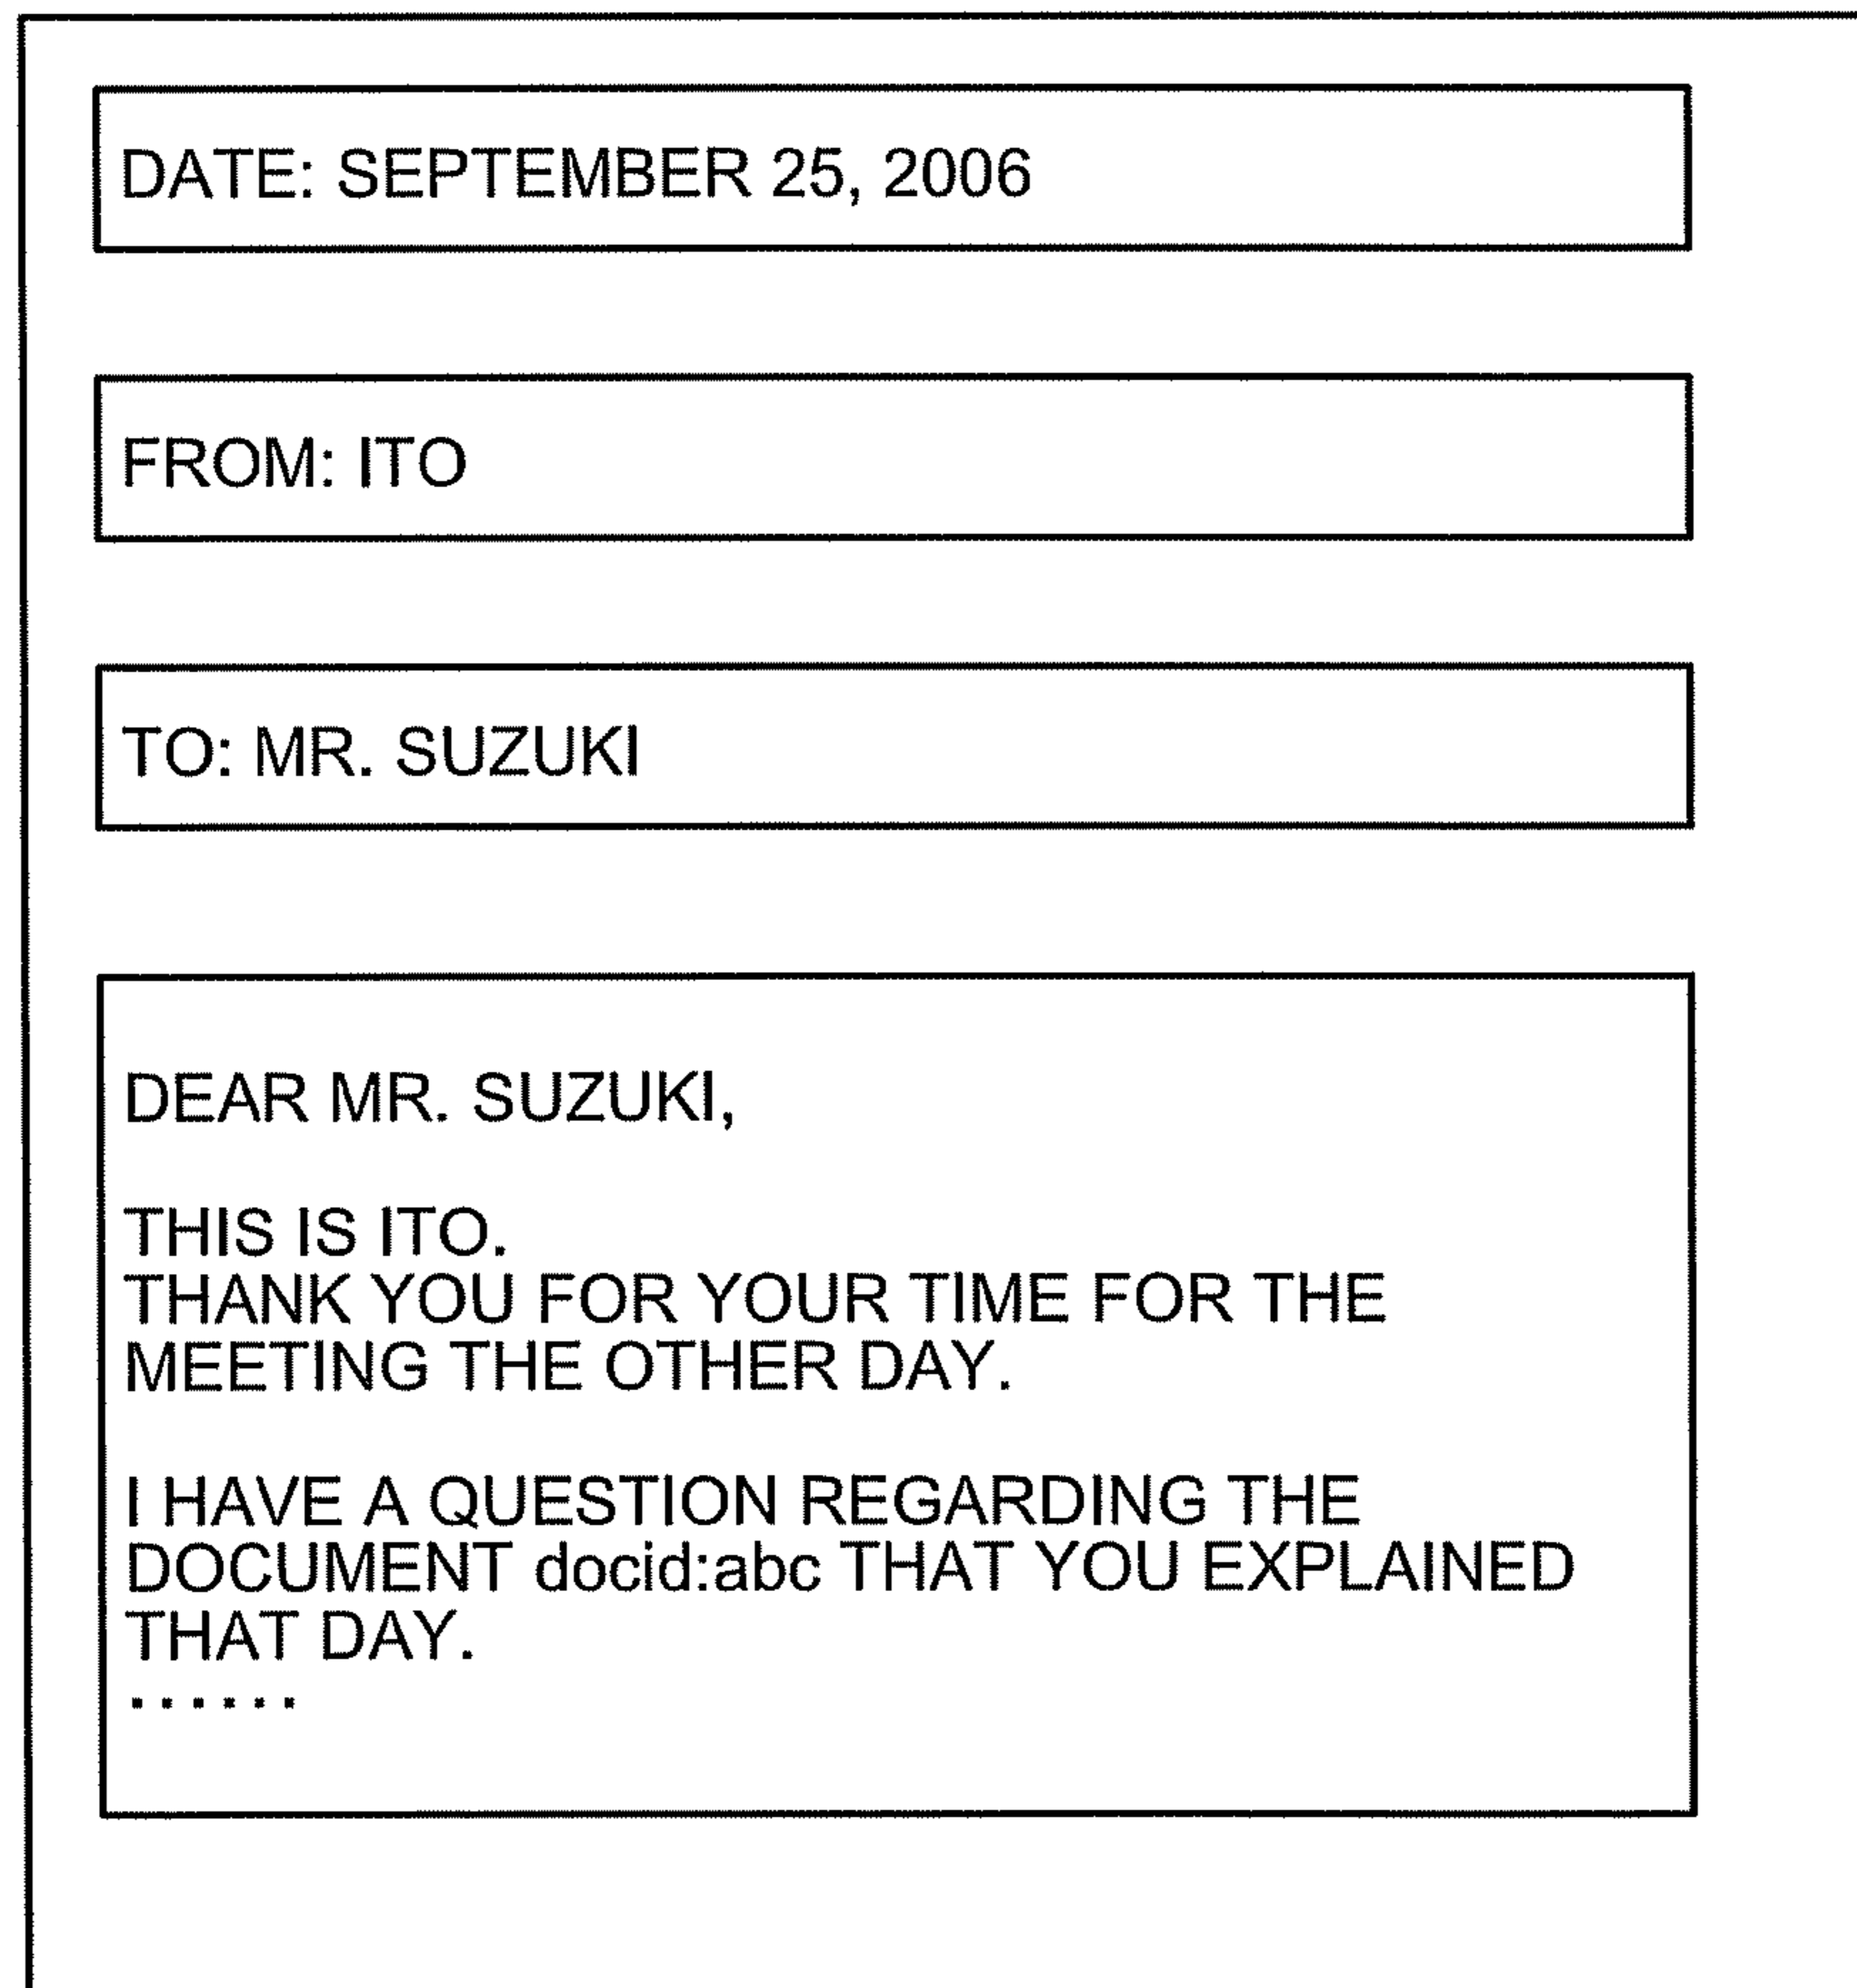 DATE: SEPTEMBER 25, 2006
FROM: ITO
TO: MR. SUZUKI
DEAR MR. SUZUKI,
THIS IS ITO.
THANK YOU FOR YOUR TIME FOR THE
MEETING THE OTHER DAY.
I HAVE A QUESTION REGARDING THE
DOCUMENT docid:abc THAT YOU EXPLAINED
THAT DAY.
......